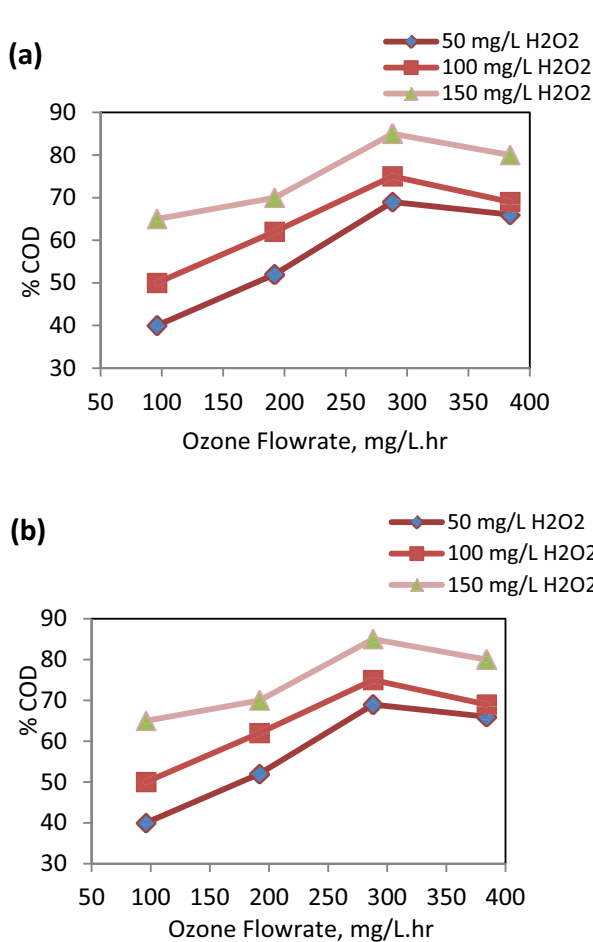 (a)
50 mg/L H2O2
100 mg/L H2O2
150 mg/L H2O2
90
80
70
60
50
40
30
% COD
50 100 150 200 250 300 350 400
Ozone Flowrate, mg/L.hr
(b)
50 mg/L H2O2
100 mg/L H2O2
150 mg/L H2O2
90
80
70
60
50
40
30
% COD
50 100 150 200 250 300 350 400
Ozone Flowrate, mg/L.hr